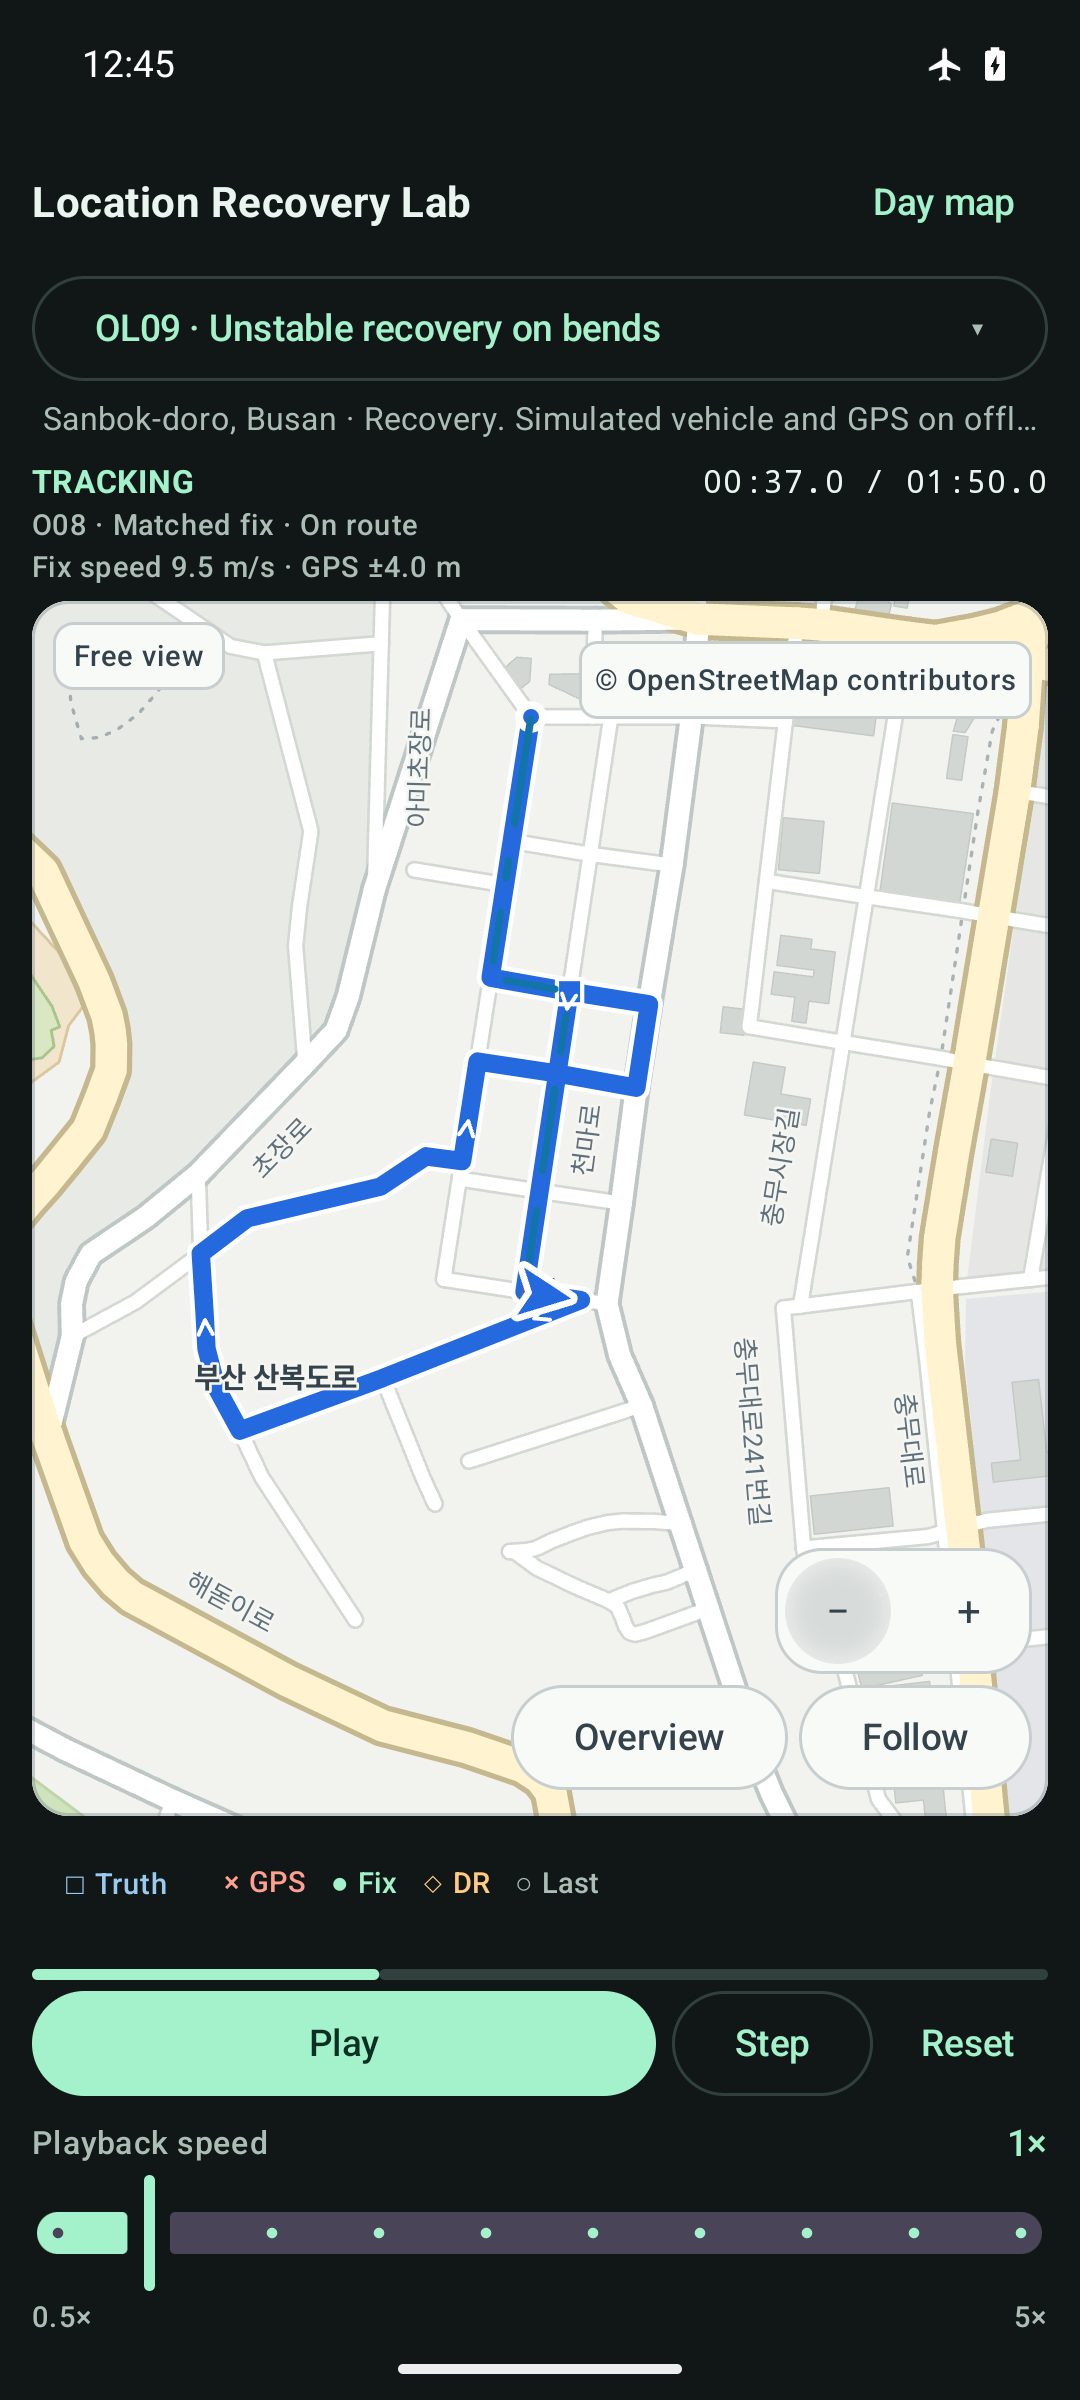 12:45
Location Recovery Lab
Day map
OL09 · Unstable recovery on bends
Sanbok-doro, Busan · Recovery. Simulated vehicle and GPS on offl…
TRACKING
00:37.0 / 01:50.0
O08 · Matched fix · On route
Fix speed 9.5 m/s · GPS ±4.0 m
Free view
© OpenStreetMap contributors
아미초장로
초장로
천마로
충무시장길
부산 산복도로
충무대로241번길
충무대로
해돋이로
−
+
Overview
Follow
□ Truth
× GPS
● Fix
◇ DR
○ Last
Play
Step
Reset
Playback speed
1×
0.5×
5×